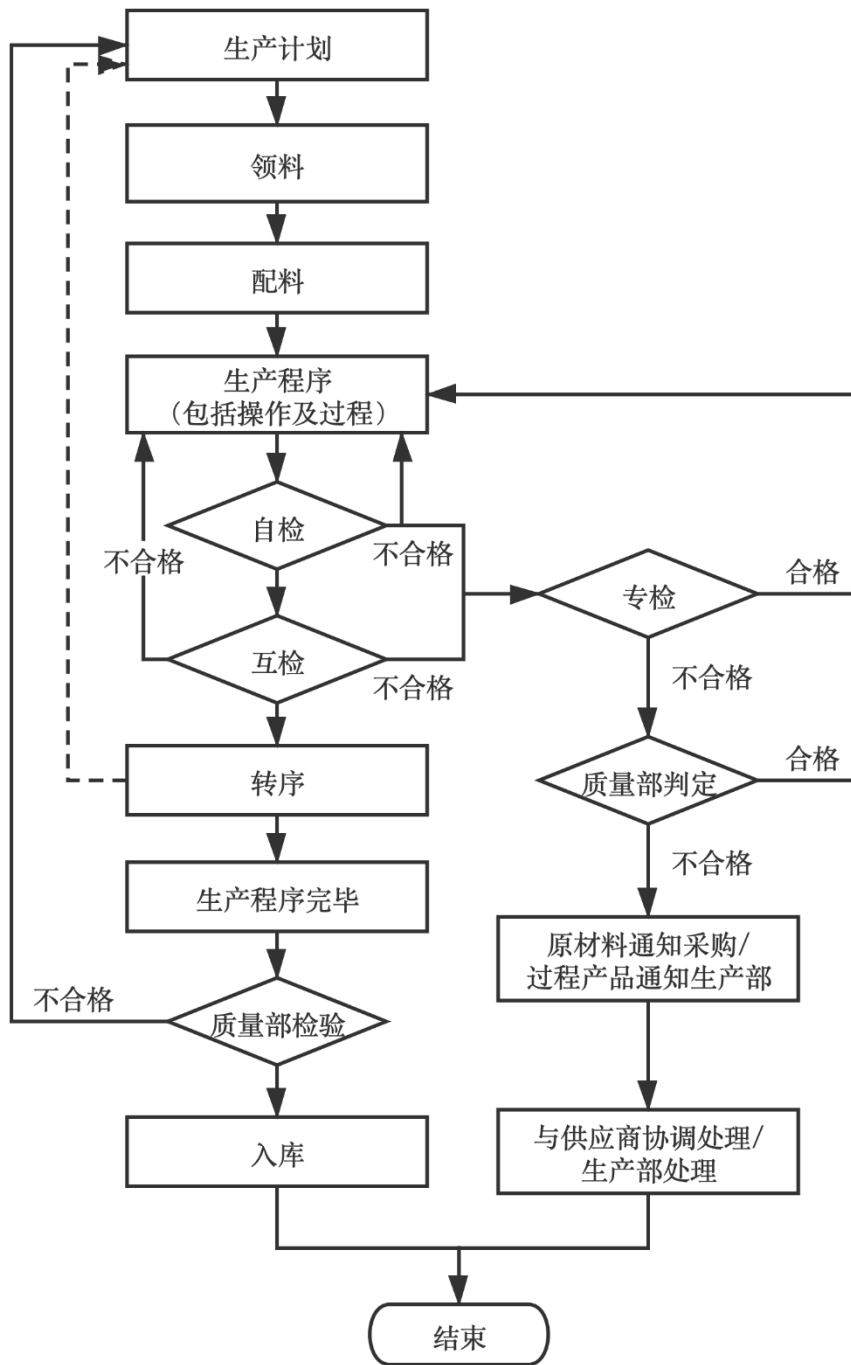 生产计划
领料
配料
生产程序
（包括操作及过程）
自检
不合格
不合格
专检
合格
互检
不合格
不合格
转序
质量部判定
合格
生产程序完毕
不合格
原材料通知采购/
过程产品通知生产部
不合格
质量部检验
入库
与供应商协调处理/
生产部处理
结束